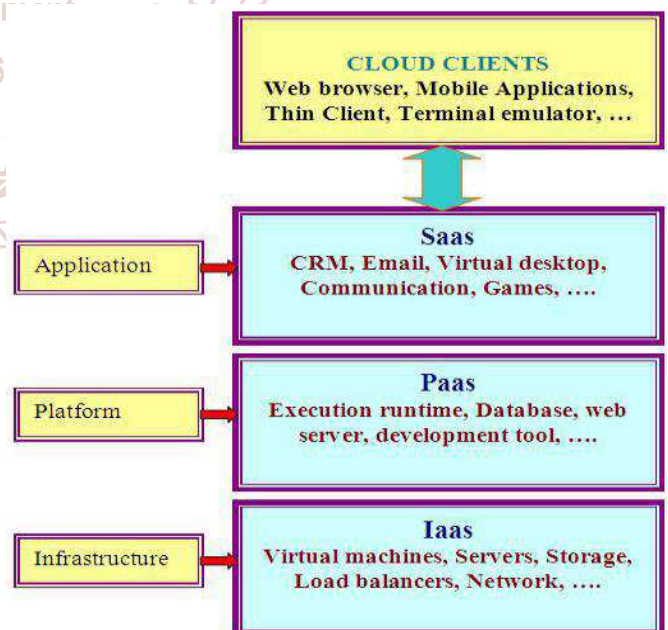 CLOUD CLIENTS
Web browser, Mobile Applications,
Thin Client, Terminal emulator, …
Application
Saas
CRM, Email, Virtual desktop,
Communication, Games, ….
Platform
Paas
Execution runtime, Database, web
server, development tool, ….
Infrastructure
Iaas
Virtual machines, Servers, Storage,
Load balancers, Network, ….